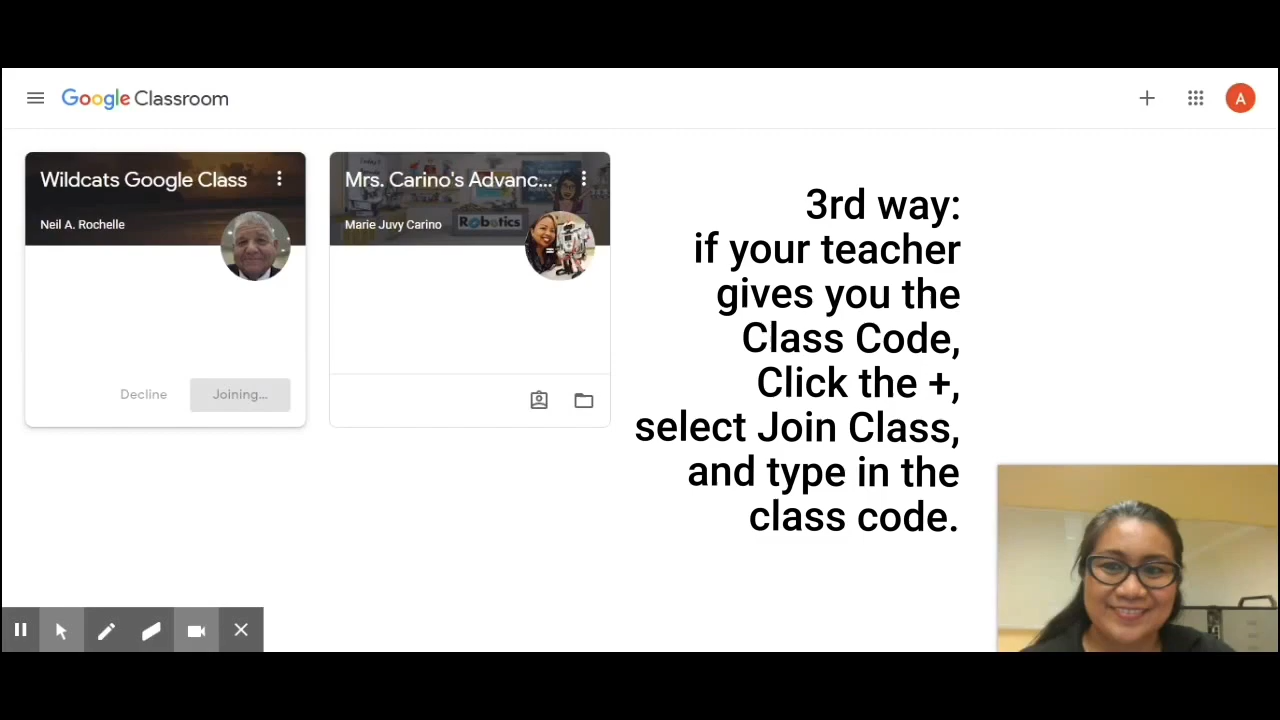 Google Classroom
A
Wildcats Google Class
Neil A. Rochelle
Decline
Joining...
Mrs. Carino's Advanc...
Marie Juvy Carino
Robotics
3rd way:
if your teacher
gives you the
Class Code,
Click the +,
select Join Class,
and type in the
class code.